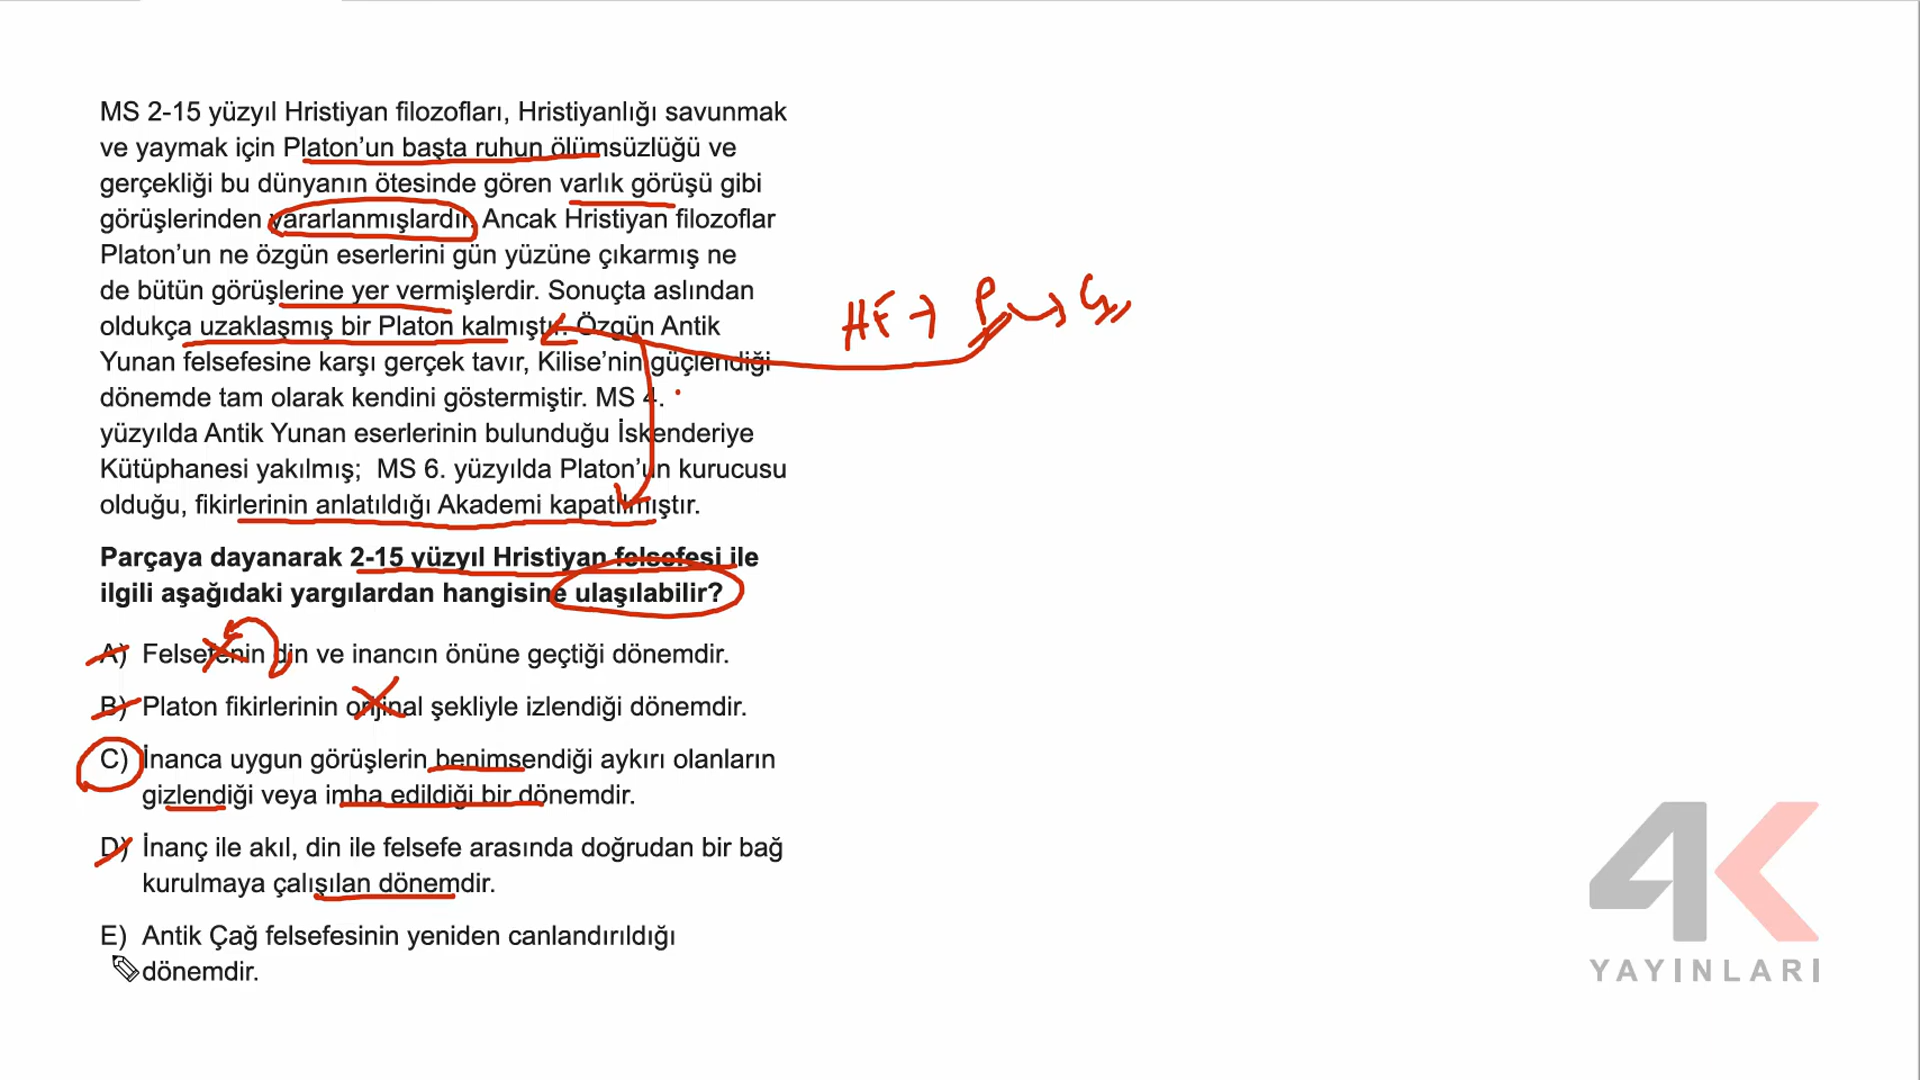 MS 2-15 yüzyıl Hristiyan filozofları, Hristiyanlığı savunmak
ve yaymak için Platon’un başta ruhun ölümsüzlüğü ve
gerçekliği bu dünyanın ötesinde gören varlık görüşü gibi
görüşlerinden yararlanmışlardır. Ancak Hristiyan filozoflar
Platon’un ne özgün eserlerini gün yüzüne çıkarmış ne
de bütün görüşlerine yer vermişlerdir. Sonuçta aslından
oldukça uzaklaşmış bir Platon kalmıştır. Özgün Antik
Yunan felsefesine karşı gerçek tavır, Kilise’nin güçlendiği
dönemde tam olarak kendini göstermiştir. MS 4.
yüzyılda Antik Yunan eserlerinin bulunduğu İskenderiye
Kütüphanesi yakılmış;  MS 6. yüzyılda Platon’un kurucusu
olduğu, fikirlerinin anlatıldığı Akademi kapatılmıştır.
HF → P
Parçaya dayanarak 2-15 yüzyıl Hristiyan felsefesi ile
ilgili aşağıdaki yargılardan hangisine ulaşılabilir?
A) Felsefenin din ve inancın önüne geçtiği dönemdir.
B) Platon fikirlerinin orijinal şekliyle izlendiği dönemdir.
C) İnanca uygun görüşlerin benimsendiği aykırı olanların
gizlendiği veya imha edildiği bir dönemdir.
D) İnanç ile akıl, din ile felsefe arasında doğrudan bir bağ
kurulmaya çalışılan dönemdir.
E) Antik Çağ felsefesinin yeniden canlandırıldığı
dönemdir.
4K
YAYINLARI